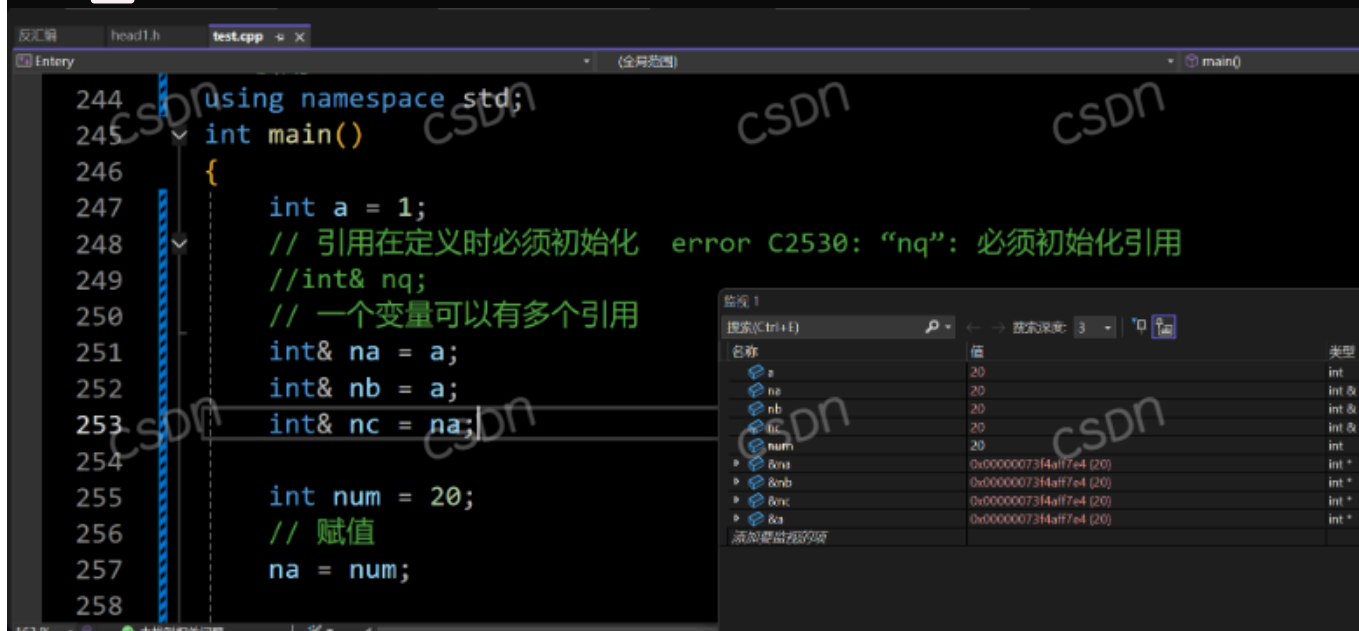 反汇编 head1.h test.cpp
Entery (全局范围) main()
244 using namespace std;
245 int main()
246 {
247 int a = 1;
248 // 引用在定义时必须初始化 error C2530: “nq”: 必须初始化引用
249 //int& nq;
250 // 一个变量可以有多个引用
251 int& na = a;
252 int& nb = a;
253 int& nc = na;
254
255 int num = 20;
256 // 赋值
257 na = num;
258
监视 1
搜索(Ctrl+E) 搜索深度: 3
名称 值 类型
a 20 int
na 20 int &
nb 20 int &
nc 20 int &
num 20 int
&na 0x00000073f4aff7e4 (20) int *
&nb 0x00000073f4aff7e4 (20) int *
&nc 0x00000073f4aff7e4 (20) int *
&a 0x00000073f4aff7e4 (20) int *
添加要监视的项
CSDN CSDN CSDN CSDN
CSDN CSDN CSDN CSDN